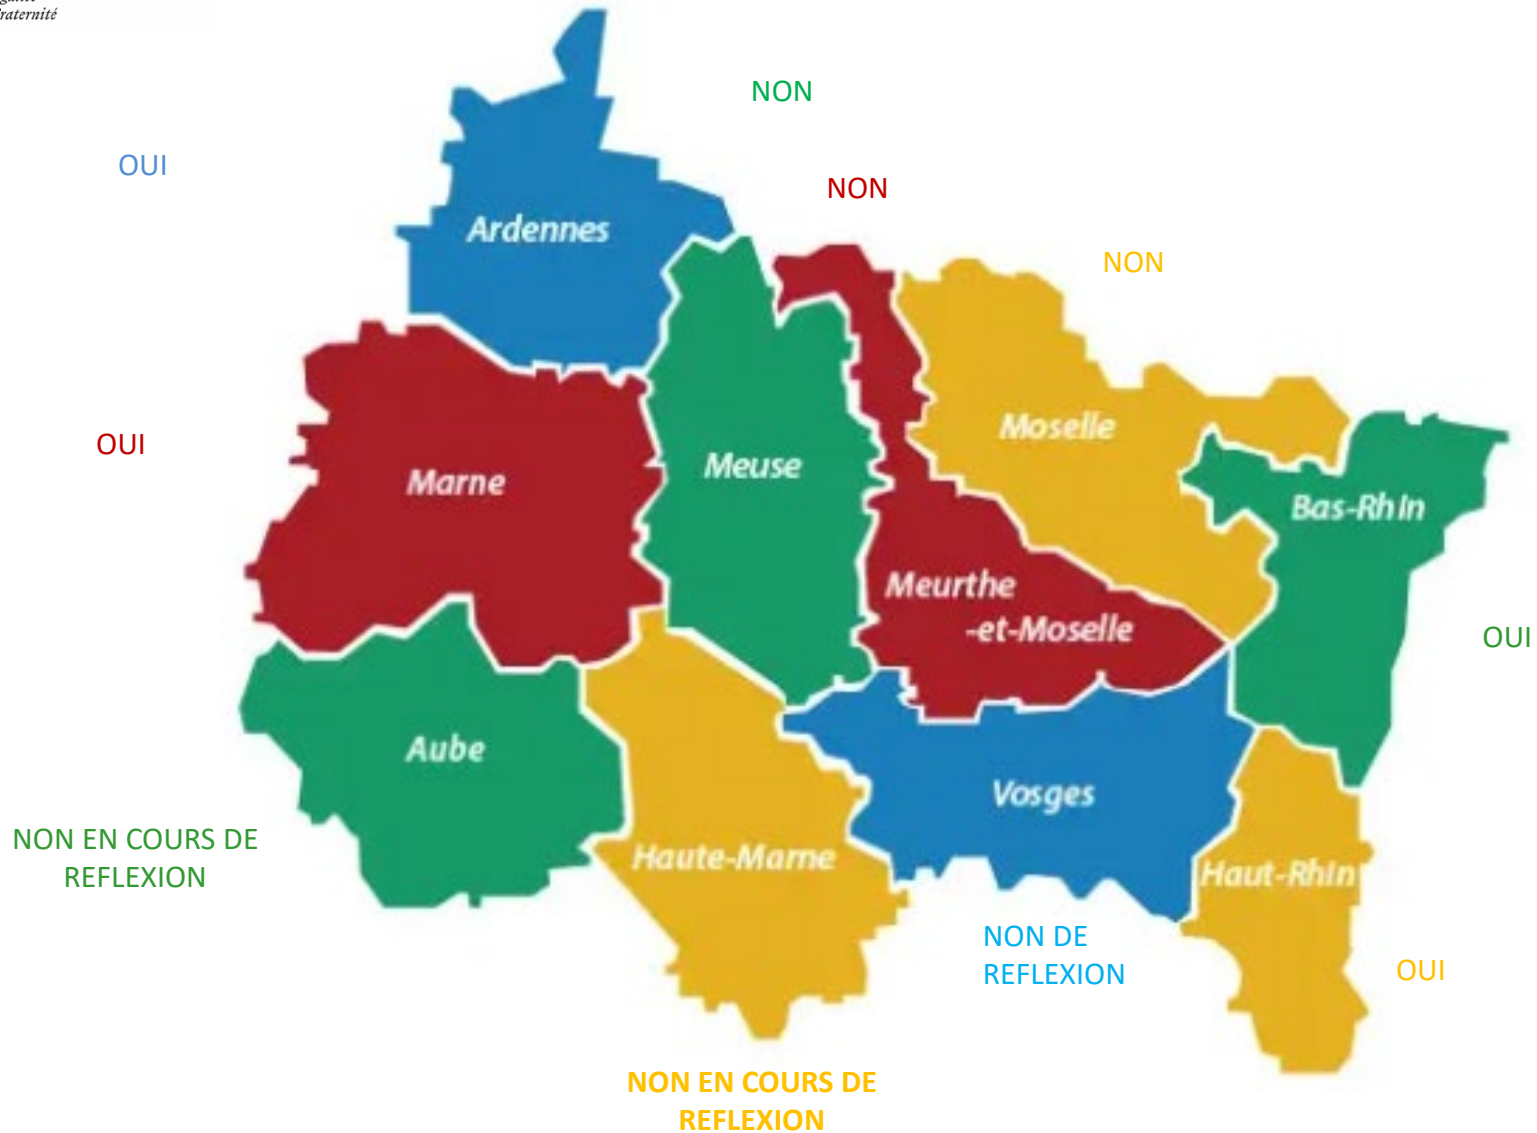 raternité
NON
OUI
NON
Ardennes
NON
Moselle
OUI
Marne
Meuse
Bas-Rhin
Meurthe
-et-Moselle
OUI
Aube
Vosges
NON EN COURS DE
REFLEXION
Haute-Marne
Haut-Rhin
NON DE
REFLEXION
OUI
NON EN COURS DE
REFLEXION